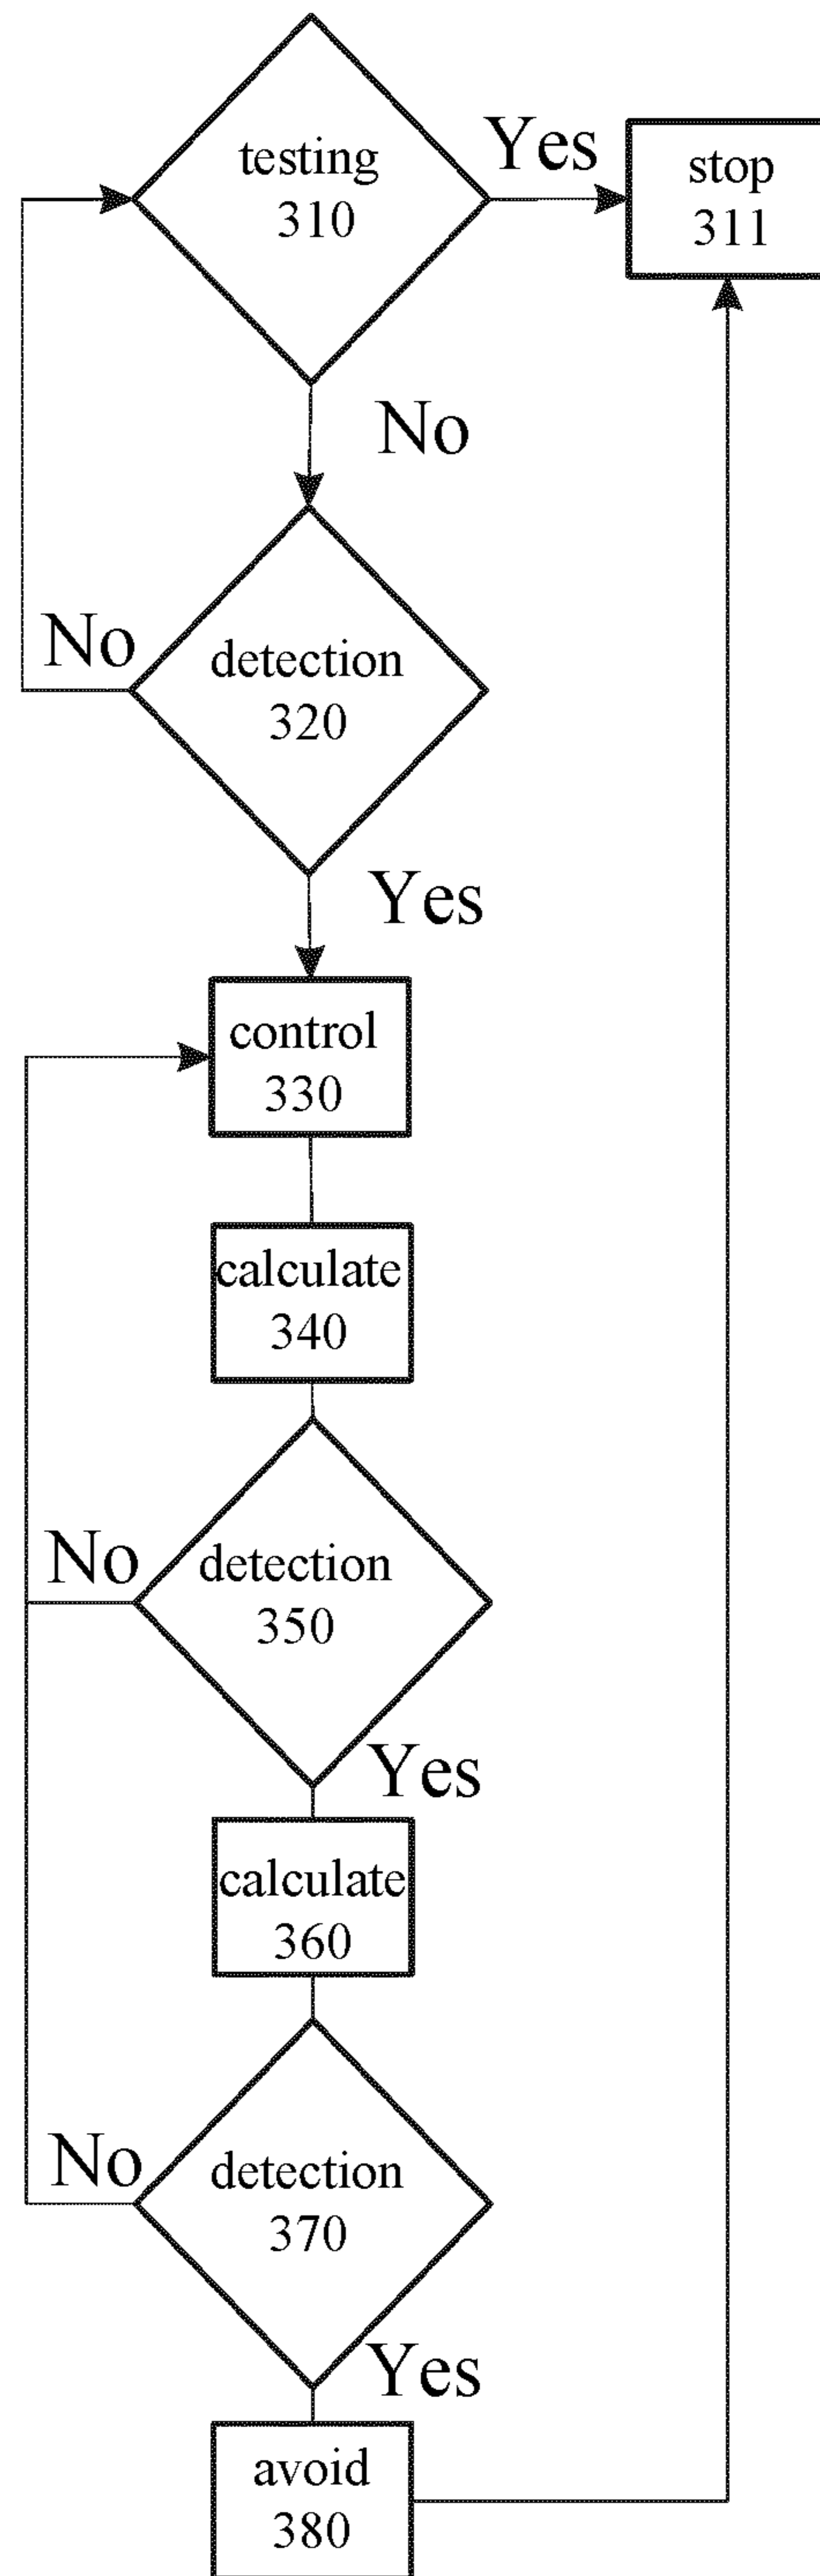 testing
310
Yes
stop
311
No
No
detection
320
Yes
control
330
calculate
340
No
detection
350
Yes
calculate
360
No
detection
370
Yes
avoid
380